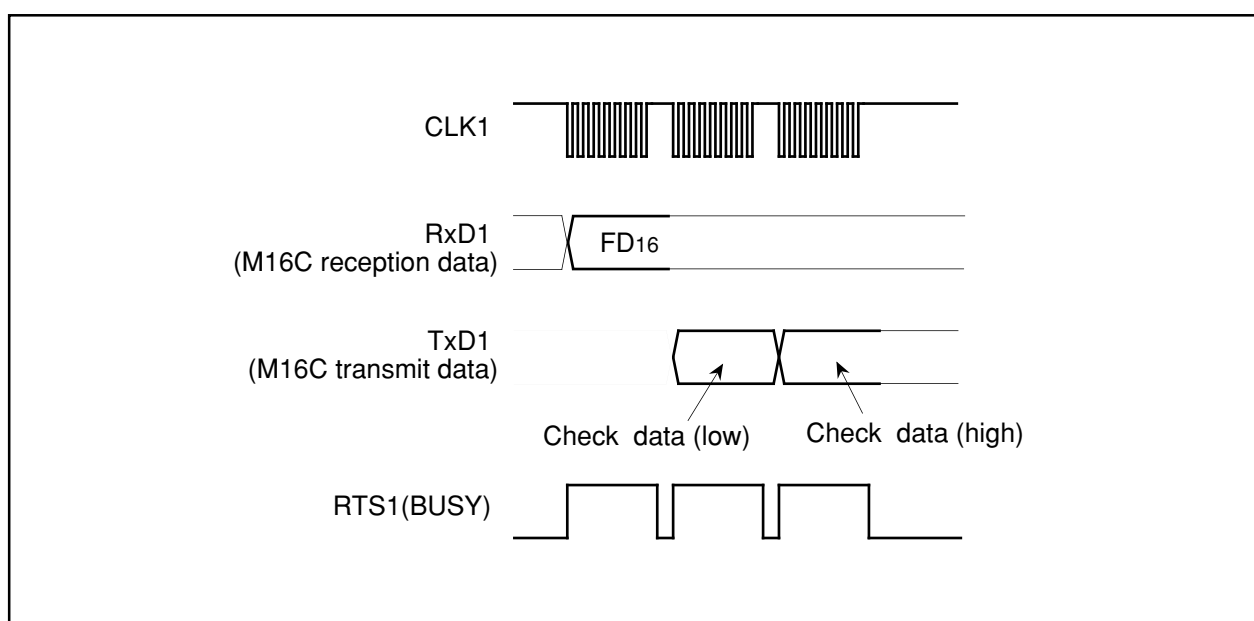 CLK1
RxD1
(M16C reception data)
FD16
TxD1
(M16C transmit data)
Check data (low)
Check data (high)
RTS1(BUSY)